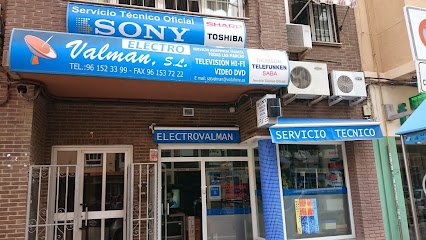 Servicio Técnico Oficial
SONY
SHARP
TOSHIBA
ELECTRO
Valman, S.L.
TEL.: 96 152 33 99 - FAX 96 153 72 22
TELEVISION HI-FI
VIDEO DVD
TELEFUNKEN
SABA
ELECTROVALMAN
SERVICIO TECNICO